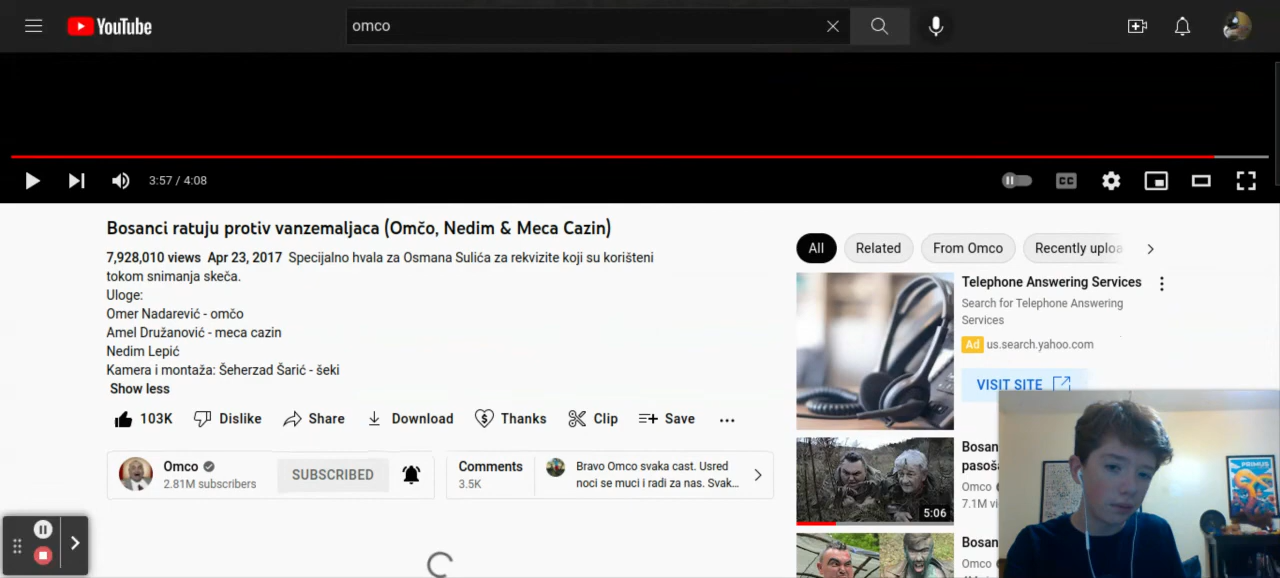 YouTube
omco
3:57 / 4:08
CC
Bosanci ratuju protiv vanzemaljaca (Omčo, Nedim & Meca Cazin)
7,928,010 views Apr 23, 2017 Specijalno hvala za Osmana Sulića za rekvizite koji su korišteni
tokom snimanja skeča.
Uloge:
Omer Nadarević - omčo
Amel Družanović - meca cazin
Nedim Lepić
Kamera i montaža: Šeherzad Šarić - šeki
Show less
103K Dislike Share Download Thanks Clip Save
Omco
2.81M subscribers
SUBSCRIBED
Comments
3.5K
Bravo Omco svaka cast. Usred
noci se muci i radi za nas. Svak...
All Related From Omco Recently uploa
Telephone Answering Services
Search for Telephone Answering
Services
Ad us.search.yahoo.com
VISIT SITE
Bosan
pasoša
Omco
7.1M vi
5:06
Bosan
Omco
PRIMUS